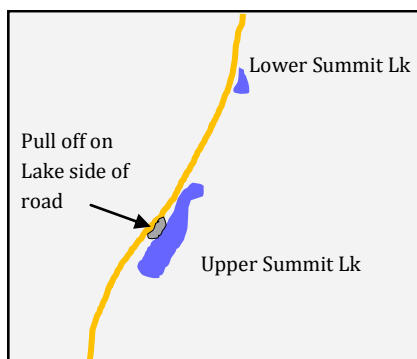 Lower Summit Lk
Pull off on
Lake side of
road
Upper Summit Lk